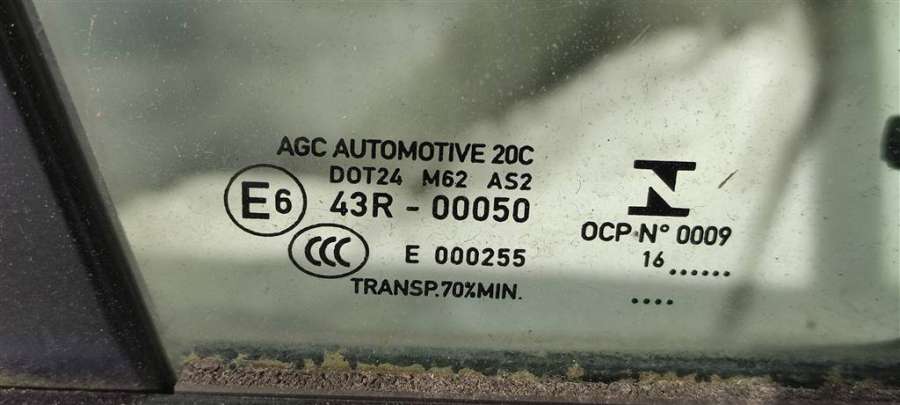 AGC AUTOMOTIVE 20C
DOT24 M62 AS2
E6 43R - 00050
CCC E 000255
TRANSP.70%MIN.
OCP N° 0009
16 ......
....